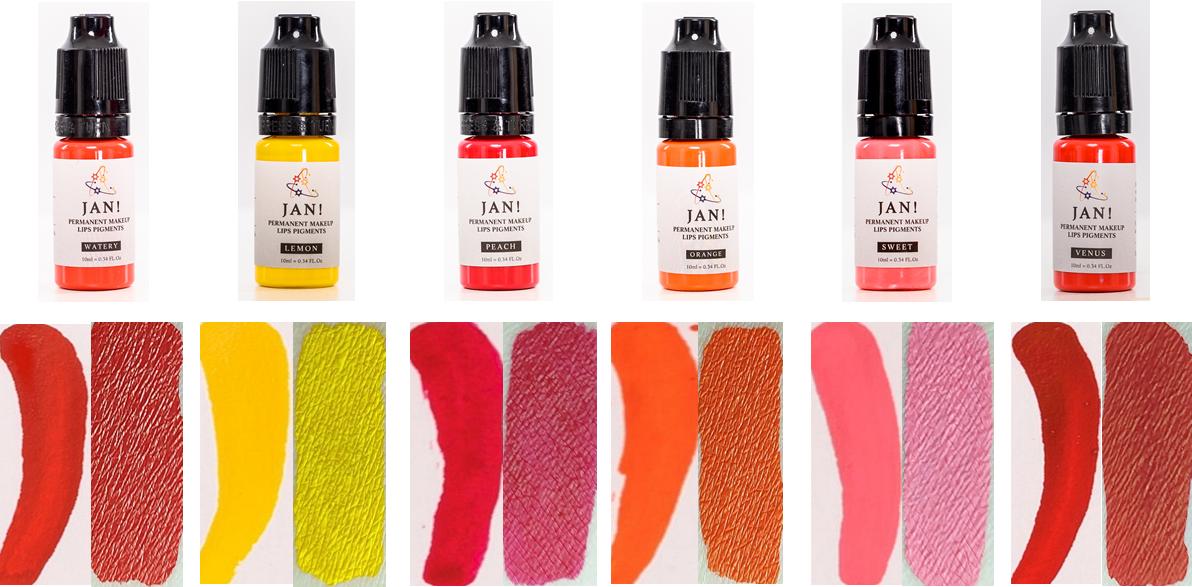 JAN!
PERMANENT MAKEUP
LIPS PIGMENTS
WATERY
10ml = 0.34 FL.Oz
JAN!
PERMANENT MAKEUP
LIPS PIGMENTS
LEMON
10ml = 0.34 FL.Oz
JAN!
PERMANENT MAKEUP
LIPS PIGMENTS
PEACH
10ml = 0.34 FL.Oz
JAN!
PERMANENT MAKEUP
LIPS PIGMENTS
ORANGE
10ml = 0.34 FL.Oz
JAN!
PERMANENT MAKEUP
LIPS PIGMENTS
SWEET
10ml = 0.34 FL.Oz
JAN!
PERMANENT MAKEUP
LIPS PIGMENTS
VENUS
10ml = 0.34 FL.Oz